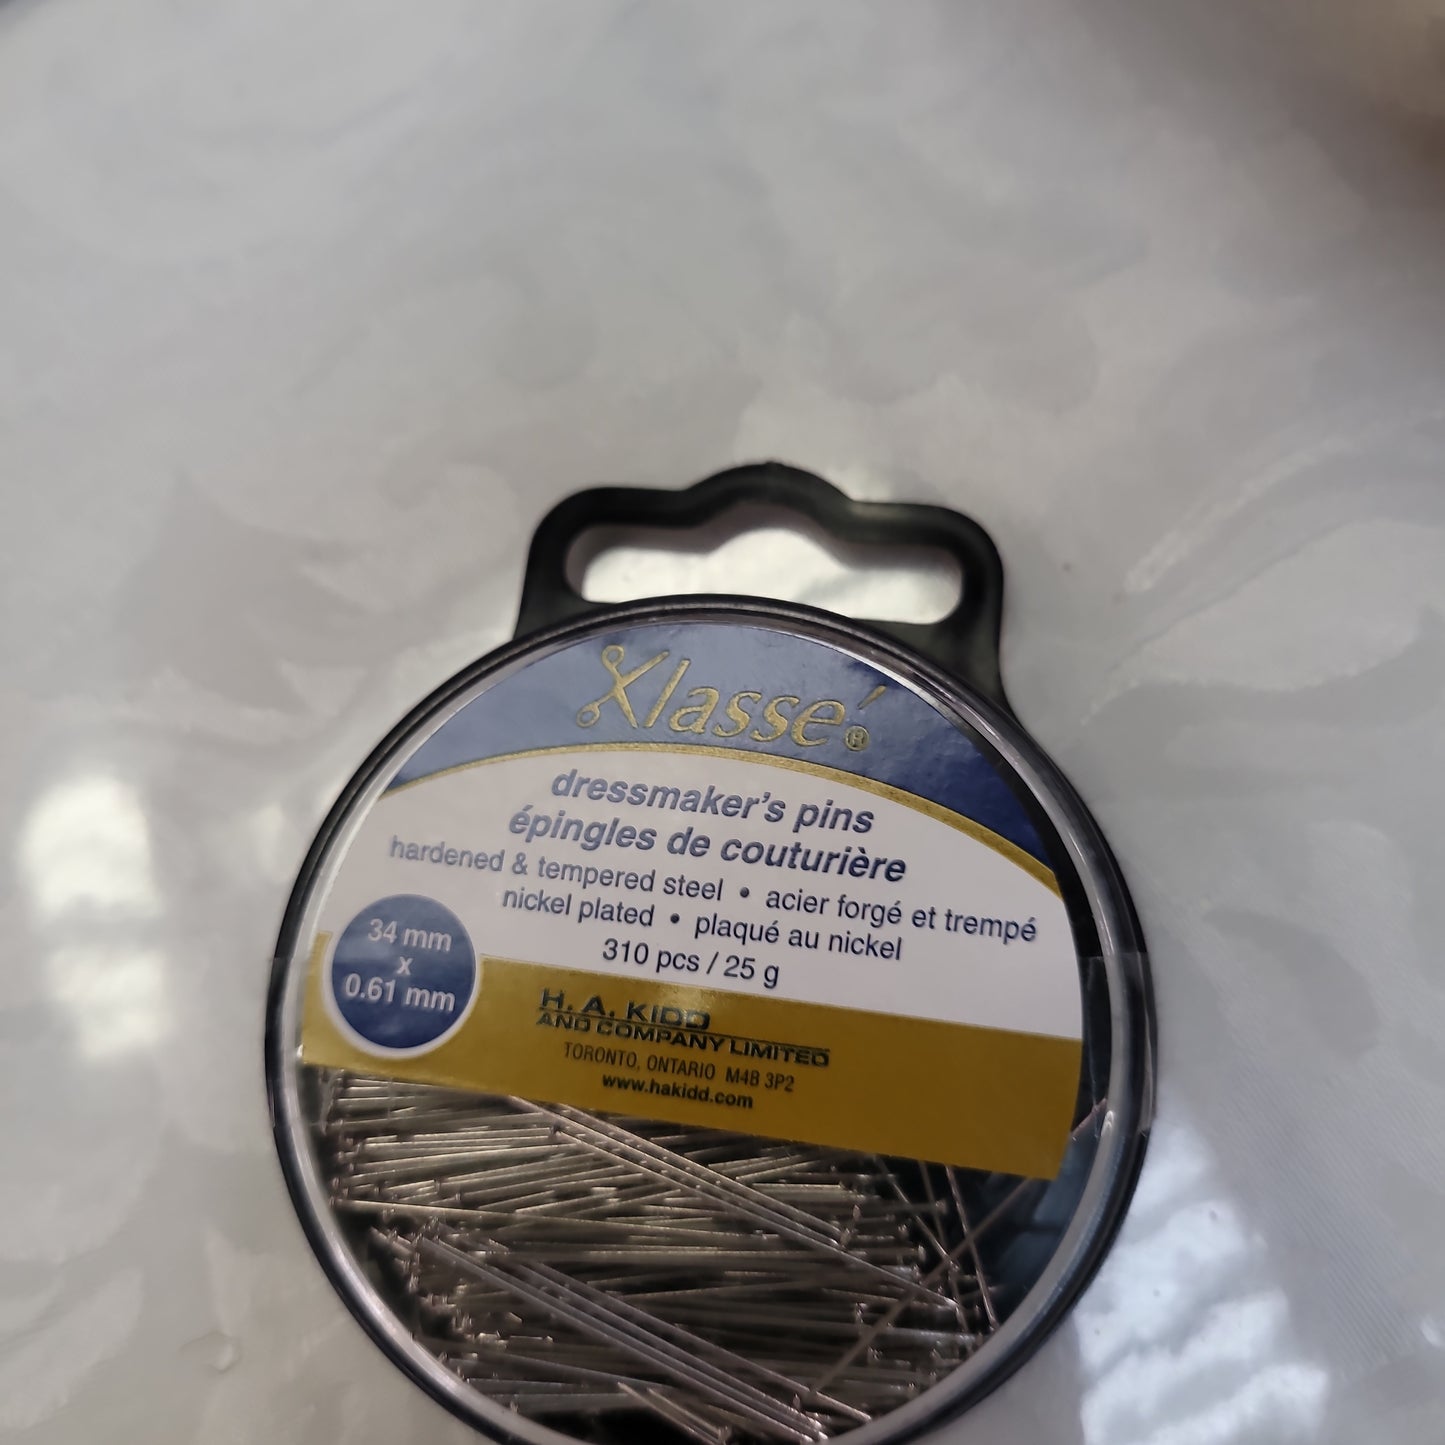 Klassé®
dressmaker's pins
épingles de couturière
hardened & tempered steel • acier forgé et trempé
nickel plated • plaqué au nickel
310 pcs / 25 g
34 mm
x
0.61 mm
H. A. KIDD
AND COMPANY LIMITED
TORONTO, ONTARIO M4B 3P2
www.hakidd.com